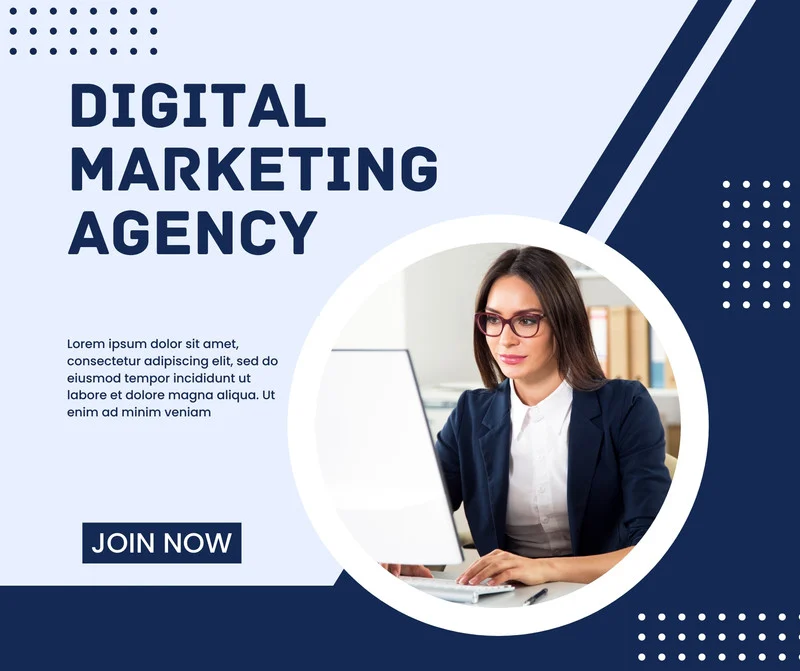 DIGITAL
MARKETING
AGENCY
Lorem ipsum dolor sit amet,
consectetur adipiscing elit, sed do
eiusmod tempor incididunt ut
labore et dolore magna aliqua. Ut
enim ad minim veniam
JOIN NOW